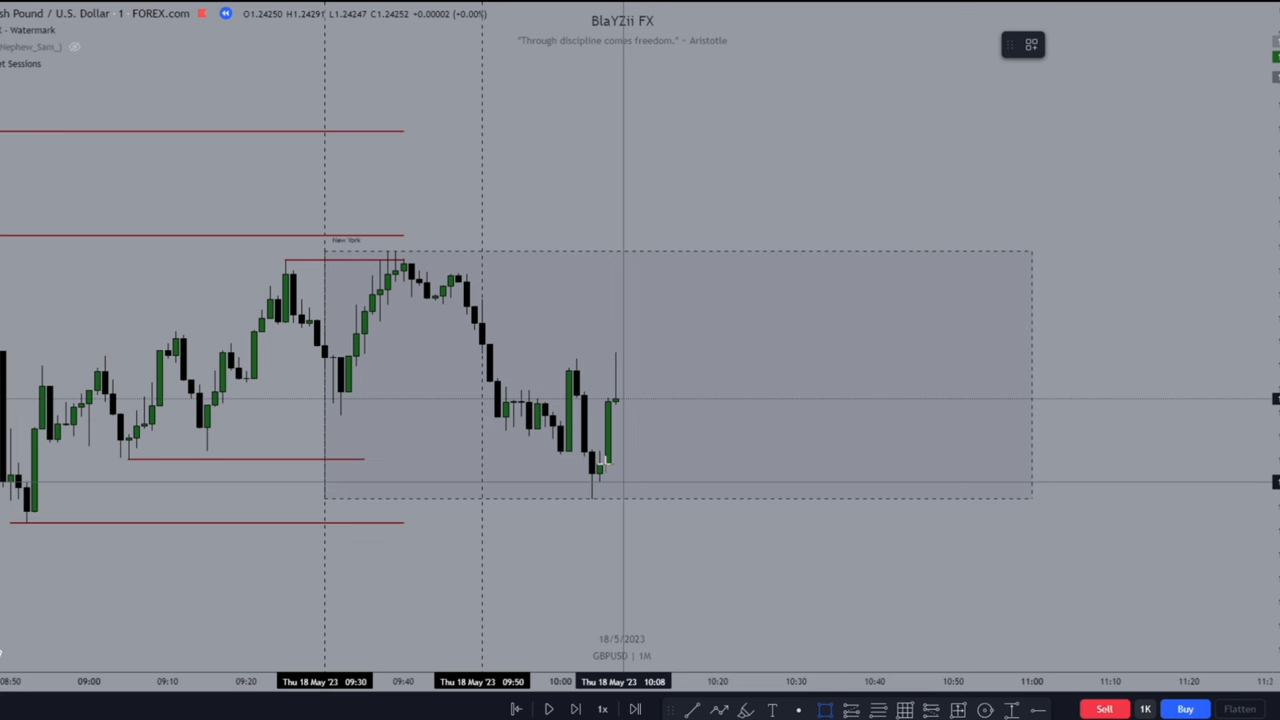 sh Pound / U.S. Dollar · 1 · FOREX.com O1.24250 H1.24291 L1.24247 C1.24252 +0.00002 (+0.00%)
X - Watermark
Nephew_Sam_)
et Sessions
BlaYZii FX
"Through discipline comes freedom." ~ Aristotle
New York
18/5/2023
GBPUSD | 1M
08:50 09:00 09:10 09:20 Thu 18 May '23 09:30 09:40 Thu 18 May '23 09:50 10:00 Thu 18 May '23 10:08 10:20 10:30 10:40 10:50 11:00 11:10 11:20
1x Sell 1K Buy Flatten